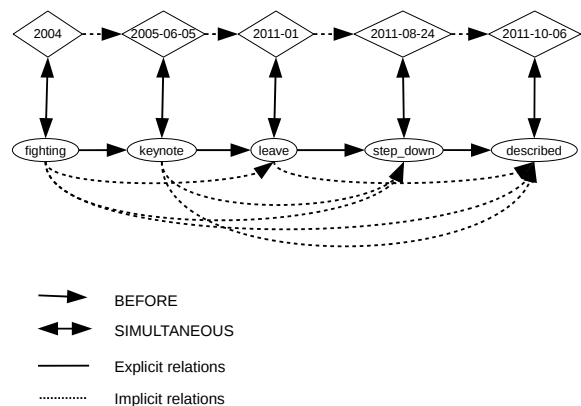 2004 2005-06-05 2011-01 2011-08-24 2011-10-06
fighting keynote leave step_down described
BEFORE
SIMULTANEOUS
Explicit relations
Implicit relations